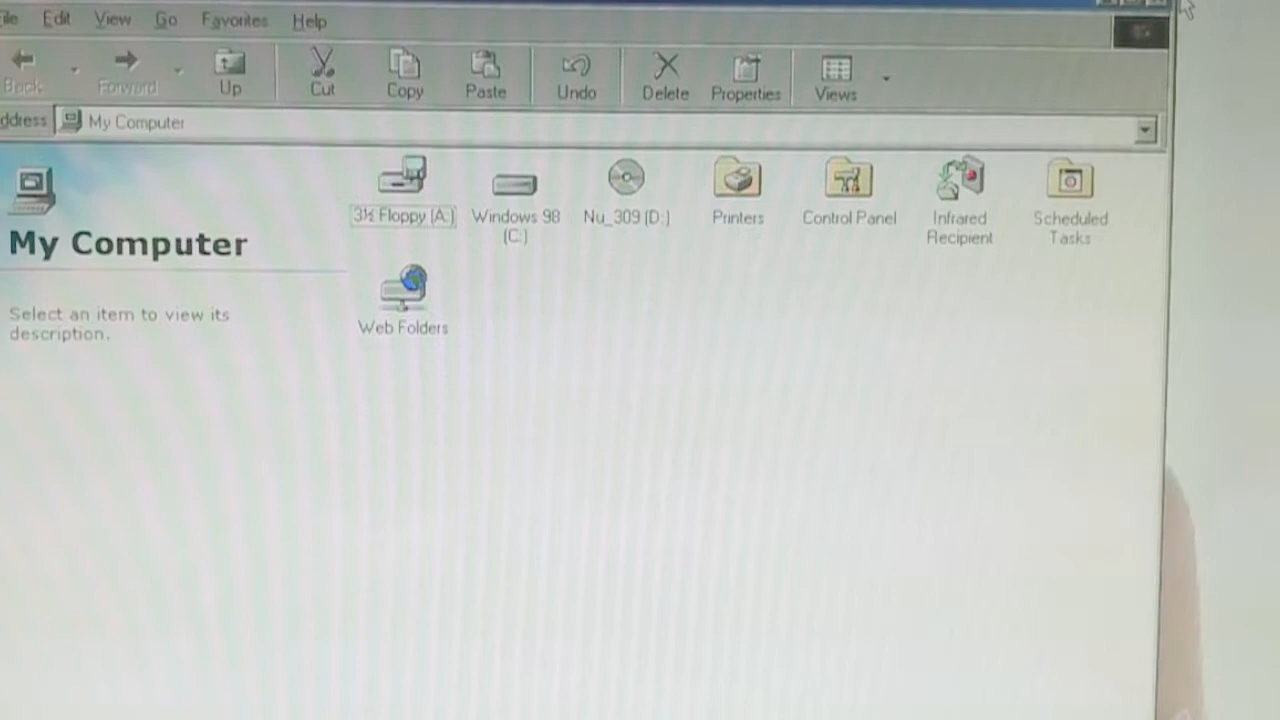 File Edit View Go Favorites Help
Back Forward Up Cut Copy Paste Undo Delete Properties Views
Address My Computer
My Computer
Select an item to view its
description.
3½ Floppy (A:)
Windows 98
(C:)
Nu_309 (D:)
Printers
Control Panel
Infrared
Recipient
Scheduled
Tasks
Web Folders